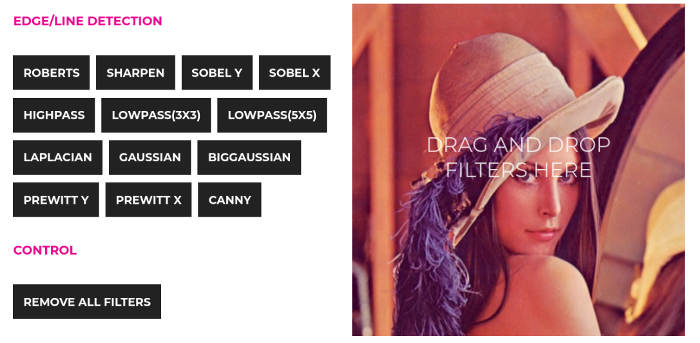 EDGE/LINE DETECTION
ROBERTS SHARPEN SOBEL Y SOBEL X
HIGHPASS LOWPASS(3X3) LOWPASS(5X5)
LAPLACIAN GAUSSIAN BIGGAUSSIAN
PREWITT Y PREWITT X CANNY
CONTROL
REMOVE ALL FILTERS
DRAG AND DROP
FILTERS HERE